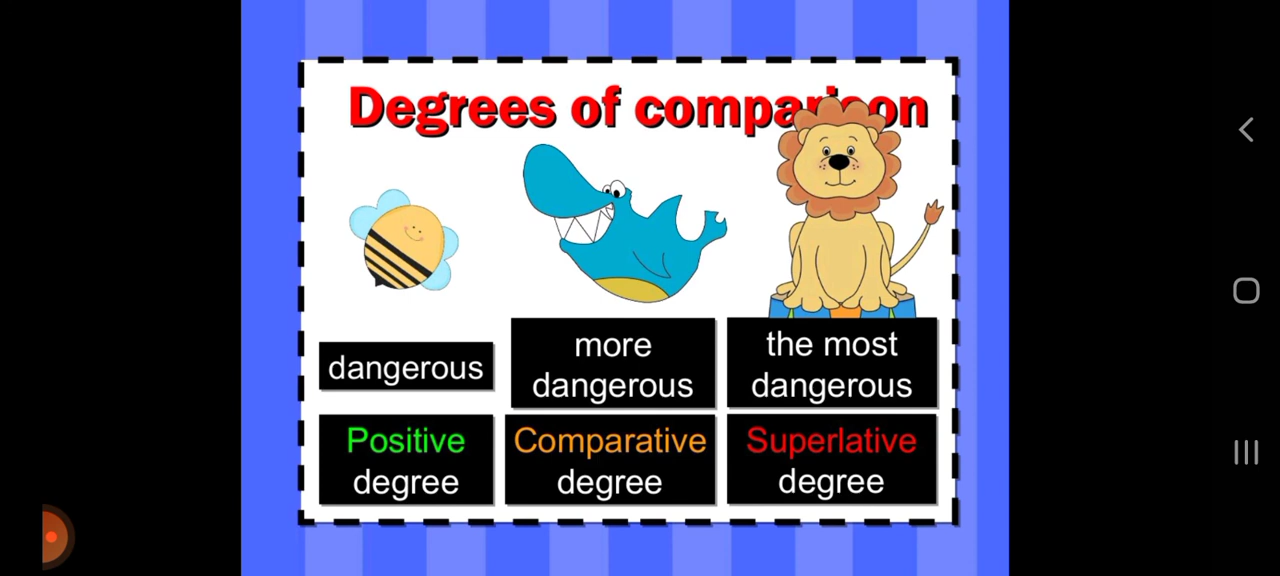 Degrees of comparison
dangerous
more
dangerous
the most
dangerous
Positive
degree
Comparative
degree
Superlative
degree